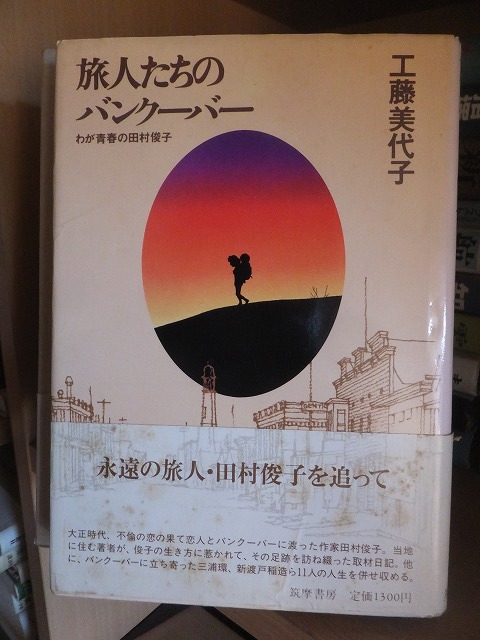 旅人たちの
バンクーバー
わが青春の田村俊子
工藤美代子
永遠の旅人・田村俊子を追って
大正時代、不倫の恋の果て恋人とバンクーバーに渡った作家田村俊子。当地
に住む著者が、俊子の生き方に惹かれて、その足跡を訪ね綴った取材日記。他
に、バンクーバーに立ち寄った三浦環、新渡戸稲造ら11人の人生を併せ収める。
筑摩書房 定価1300円